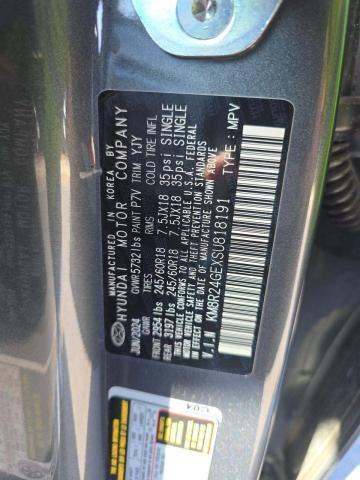 MANUFACTURED IN KOREA BY
HYUNDAI MOTOR COMPANY
JUN/2024 GVWR 5732 lbs PAINT P7V TRIM YJY
GAWR TIRES RIMS COLD TIRE INFL
FRONT 2954 lbs 245/60R18 7.5JX18 35psi SINGLE
REAR 3197 lbs 245/60R18 7.5JX18 35psi SINGLE
THIS VEHICLE CONFORMS TO ALL APPLICABLE U.S.A. FEDERAL
MOTOR VEHICLE SAFETY AND THEFT PREVENTION STANDARDS
IN EFFECT ON THE DATE OF MANUFACTURE SHOWN ABOVE
V.I.N : KM8R24GEXSU818191 TYPE : MPV